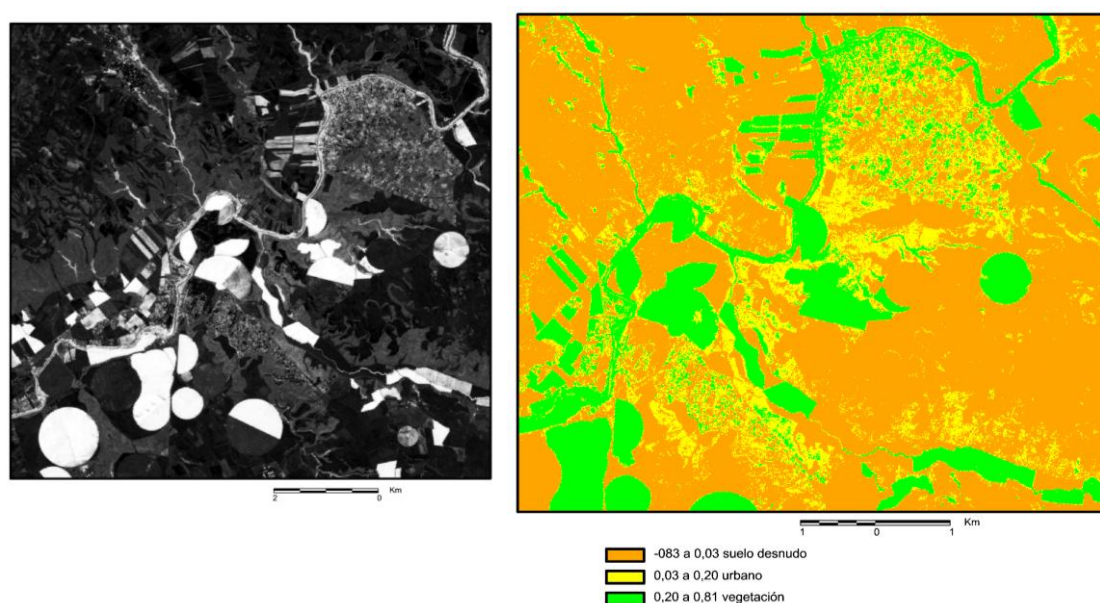 Km
2 0
Km
1 0 1
-083 a 0,03 suelo desnudo
0,03 a 0,20 urbano
0,20 a 0,81 vegetación